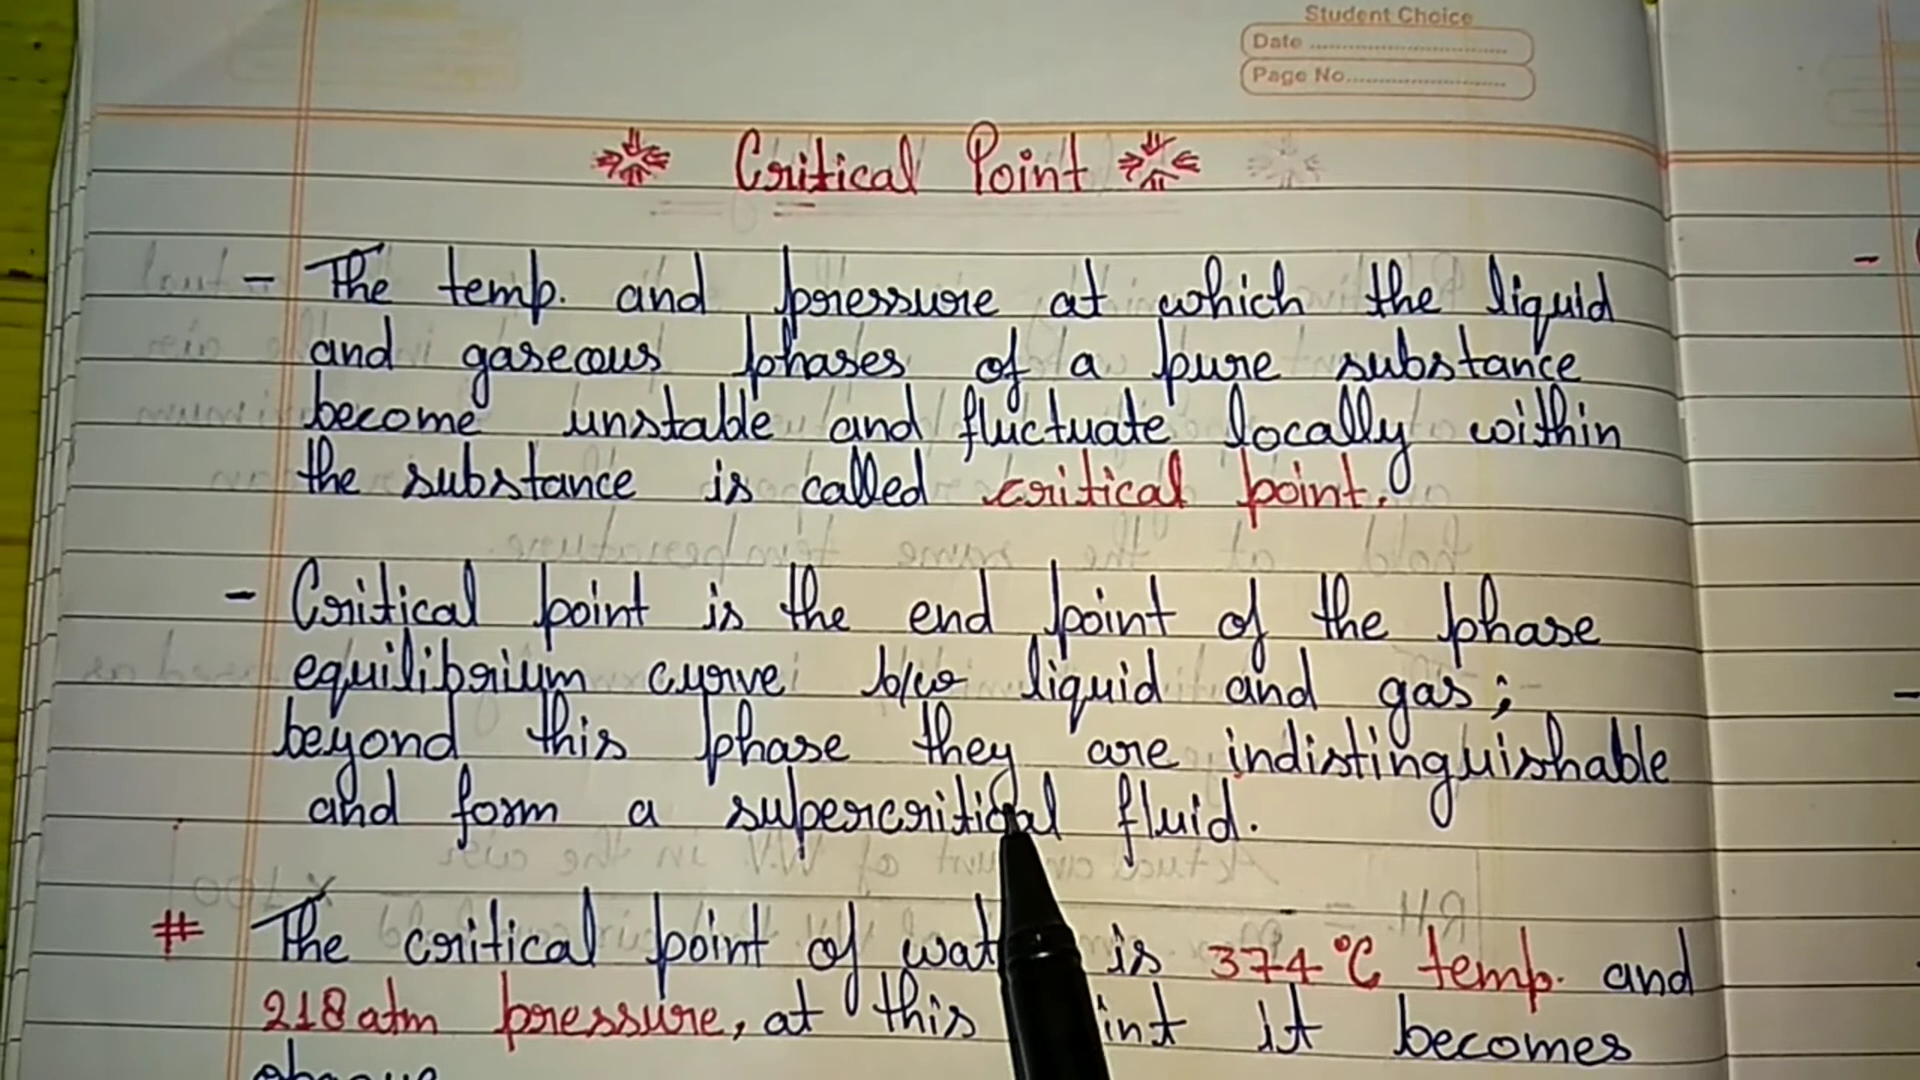 Student Choice
Date
Page No.
Critical Point
- The temp. and pressure at which the liquid
and gaseous phases of a pure substance
become unstable and fluctuate locally within
the substance is called critical point.
- Critical point is the end point of the phase
equilibrium curve b/w liquid and gas;
beyond this phase they are indistinguishable
and form a supercritical fluid.
# The critical point of wat is 374°C temp. and
218 atm pressure, at this int it becomes